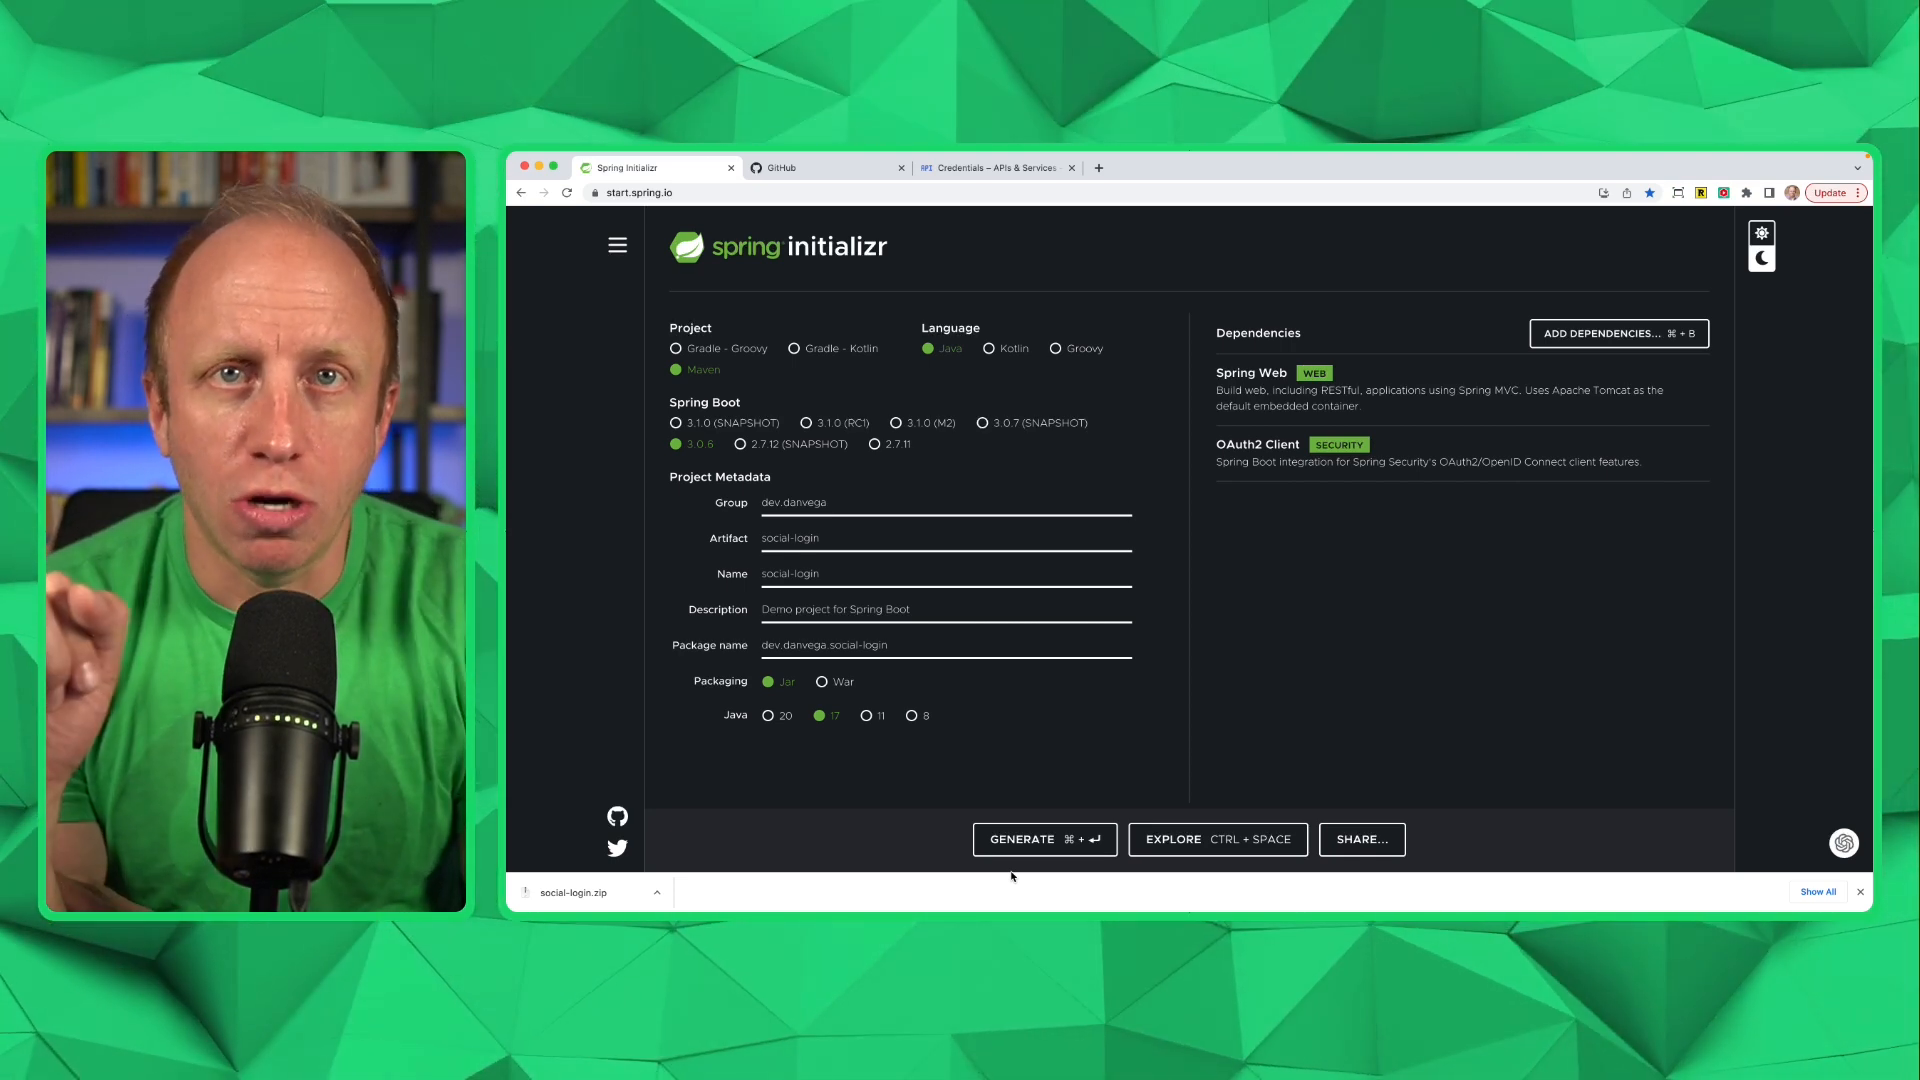 Spring Initializr
GitHub
API Credentials – APIs & Services
start.spring.io
Update
spring initializr
Project
Gradle - Groovy Gradle - Kotlin
Maven
Language
Java Kotlin Groovy
Spring Boot
3.1.0 (SNAPSHOT) 3.1.0 (RC1) 3.1.0 (M2) 3.0.7 (SNAPSHOT)
3.0.6 2.7.12 (SNAPSHOT) 2.7.11
Project Metadata
Group dev.danvega
Artifact social-login
Name social-login
Description Demo project for Spring Boot
Package name dev.danvega.social-login
Packaging Jar War
Java 20 17 11 8
Dependencies
ADD DEPENDENCIES... ⌘ + B
Spring Web WEB
Build web, including RESTful, applications using Spring MVC. Uses Apache Tomcat as the
default embedded container.
OAuth2 Client SECURITY
Spring Boot integration for Spring Security's OAuth2/OpenID Connect client features.
GENERATE ⌘ + ↵
EXPLORE CTRL + SPACE
SHARE...
social-login.zip
Show All